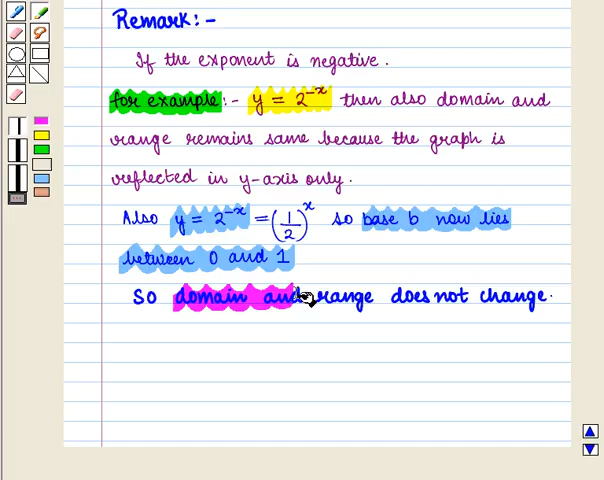 Remark:-
If the exponent is negative.
for example:- y = 2^{-x} then also domain and
range remains same because the graph is
reflected in y-axis only.
Also y = 2^{-x} = (1/2)^x so base b now lies
between 0 and 1
So domain and range does not change.